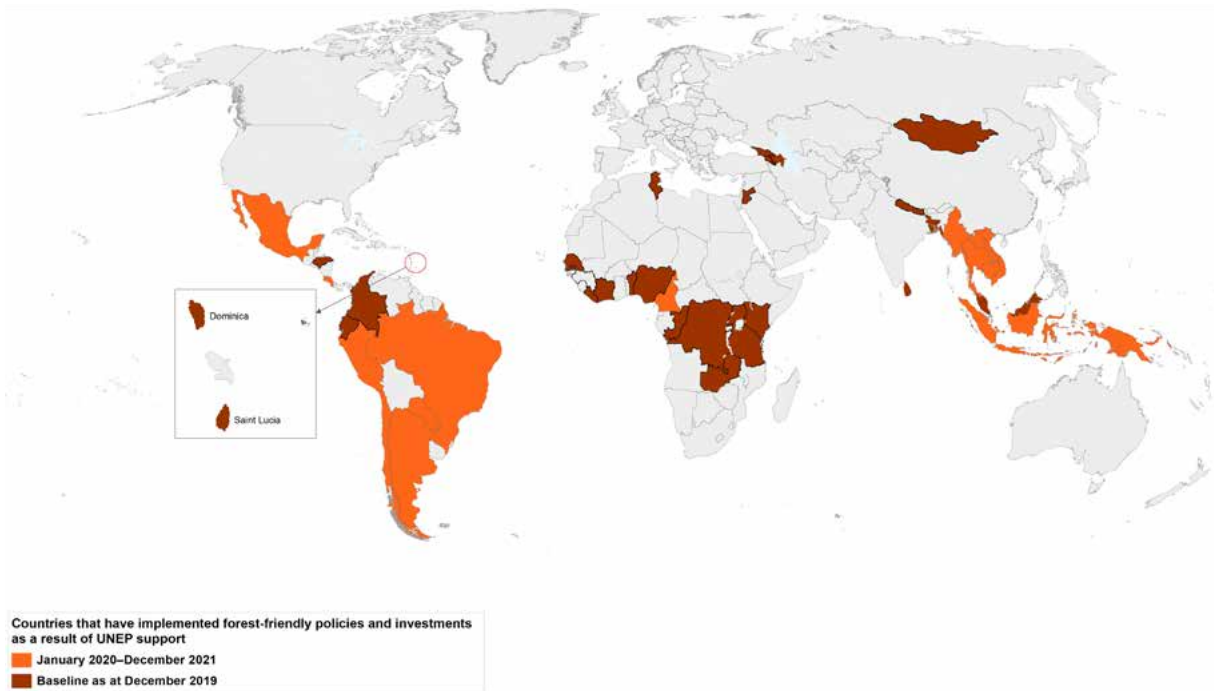 Dominica
Saint Lucia
Countries that have implemented forest-friendly policies and investments
as a result of UNEP support
January 2020–December 2021
Baseline as at December 2019